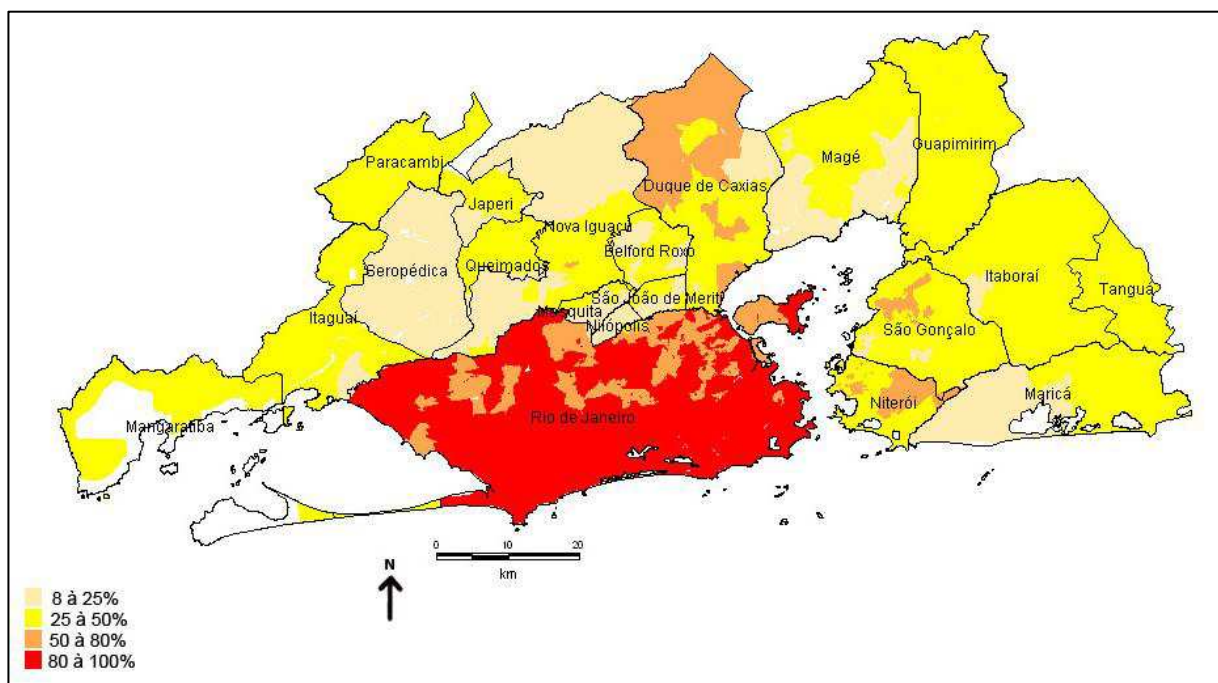 Paracambi
Japeri
Seropédica
Queimados
Nova Iguaçu
Belford Roxo
Duque de Caxias
Magé
Guapimirim
Itaboraí
Tanguá
São Gonçalo
Niterói
Maricá
São João de Meriti
Mesquita
Nilópolis
Itaguaí
Mangaratiba
Rio de Janeiro
0 10 20
km
N
8 à 25%
25 à 50%
50 à 80%
80 à 100%